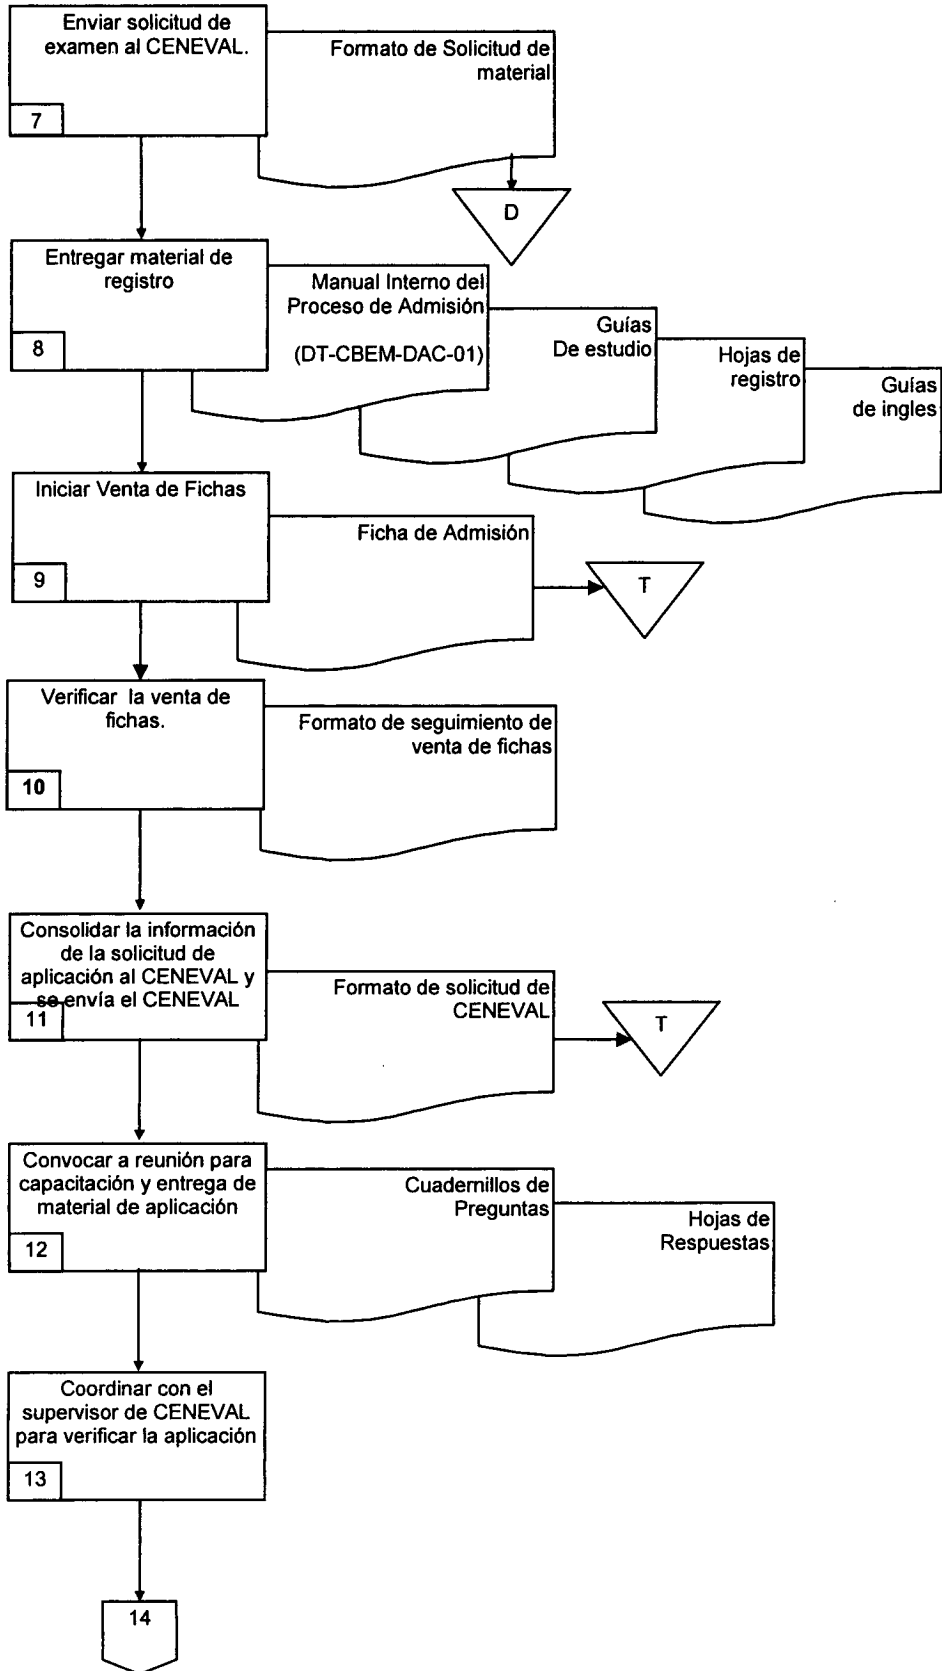 Enviar solicitud de
examen al CENEVAL.
7
Formato de Solicitud de
material
D
Entregar material de
registro
8
Manual Interno del
Proceso de Admisión
(DT-CBEM-DAC-01)
Guías
De estudio
Hojas de
registro
Guías
de ingles
Iniciar Venta de Fichas
9
Ficha de Admisión
T
Verificar la venta de
fichas.
10
Formato de seguimiento de
venta de fichas
Consolidar la información
de la solicitud de
aplicación al CENEVAL y
se envía el CENEVAL
11
Formato de solicitud de
CENEVAL
T
Convocar a reunión para
capacitación y entrega de
material de aplicación
12
Cuadernillos de
Preguntas
Hojas de
Respuestas
Coordinar con el
supervisor de CENEVAL
para verificar la aplicación
13
14